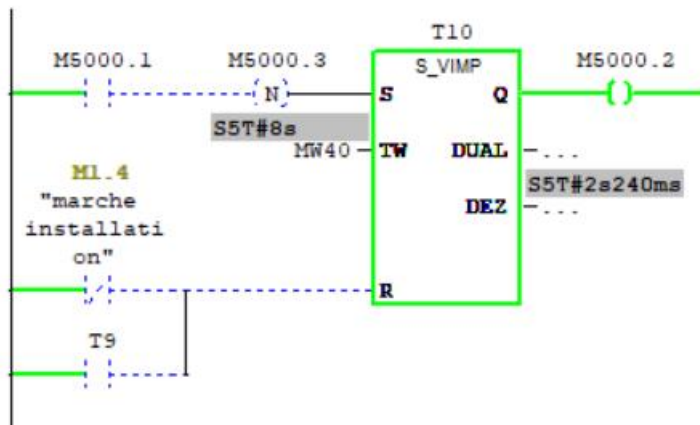 T10
M5000.1 M5000.3 S_VIMP M5000.2
N S Q
S5T#8s
MW40 TW DUAL ...
M1.4 S5T#2s240ms
"marche DEZ ...
installati
on"
R
T9